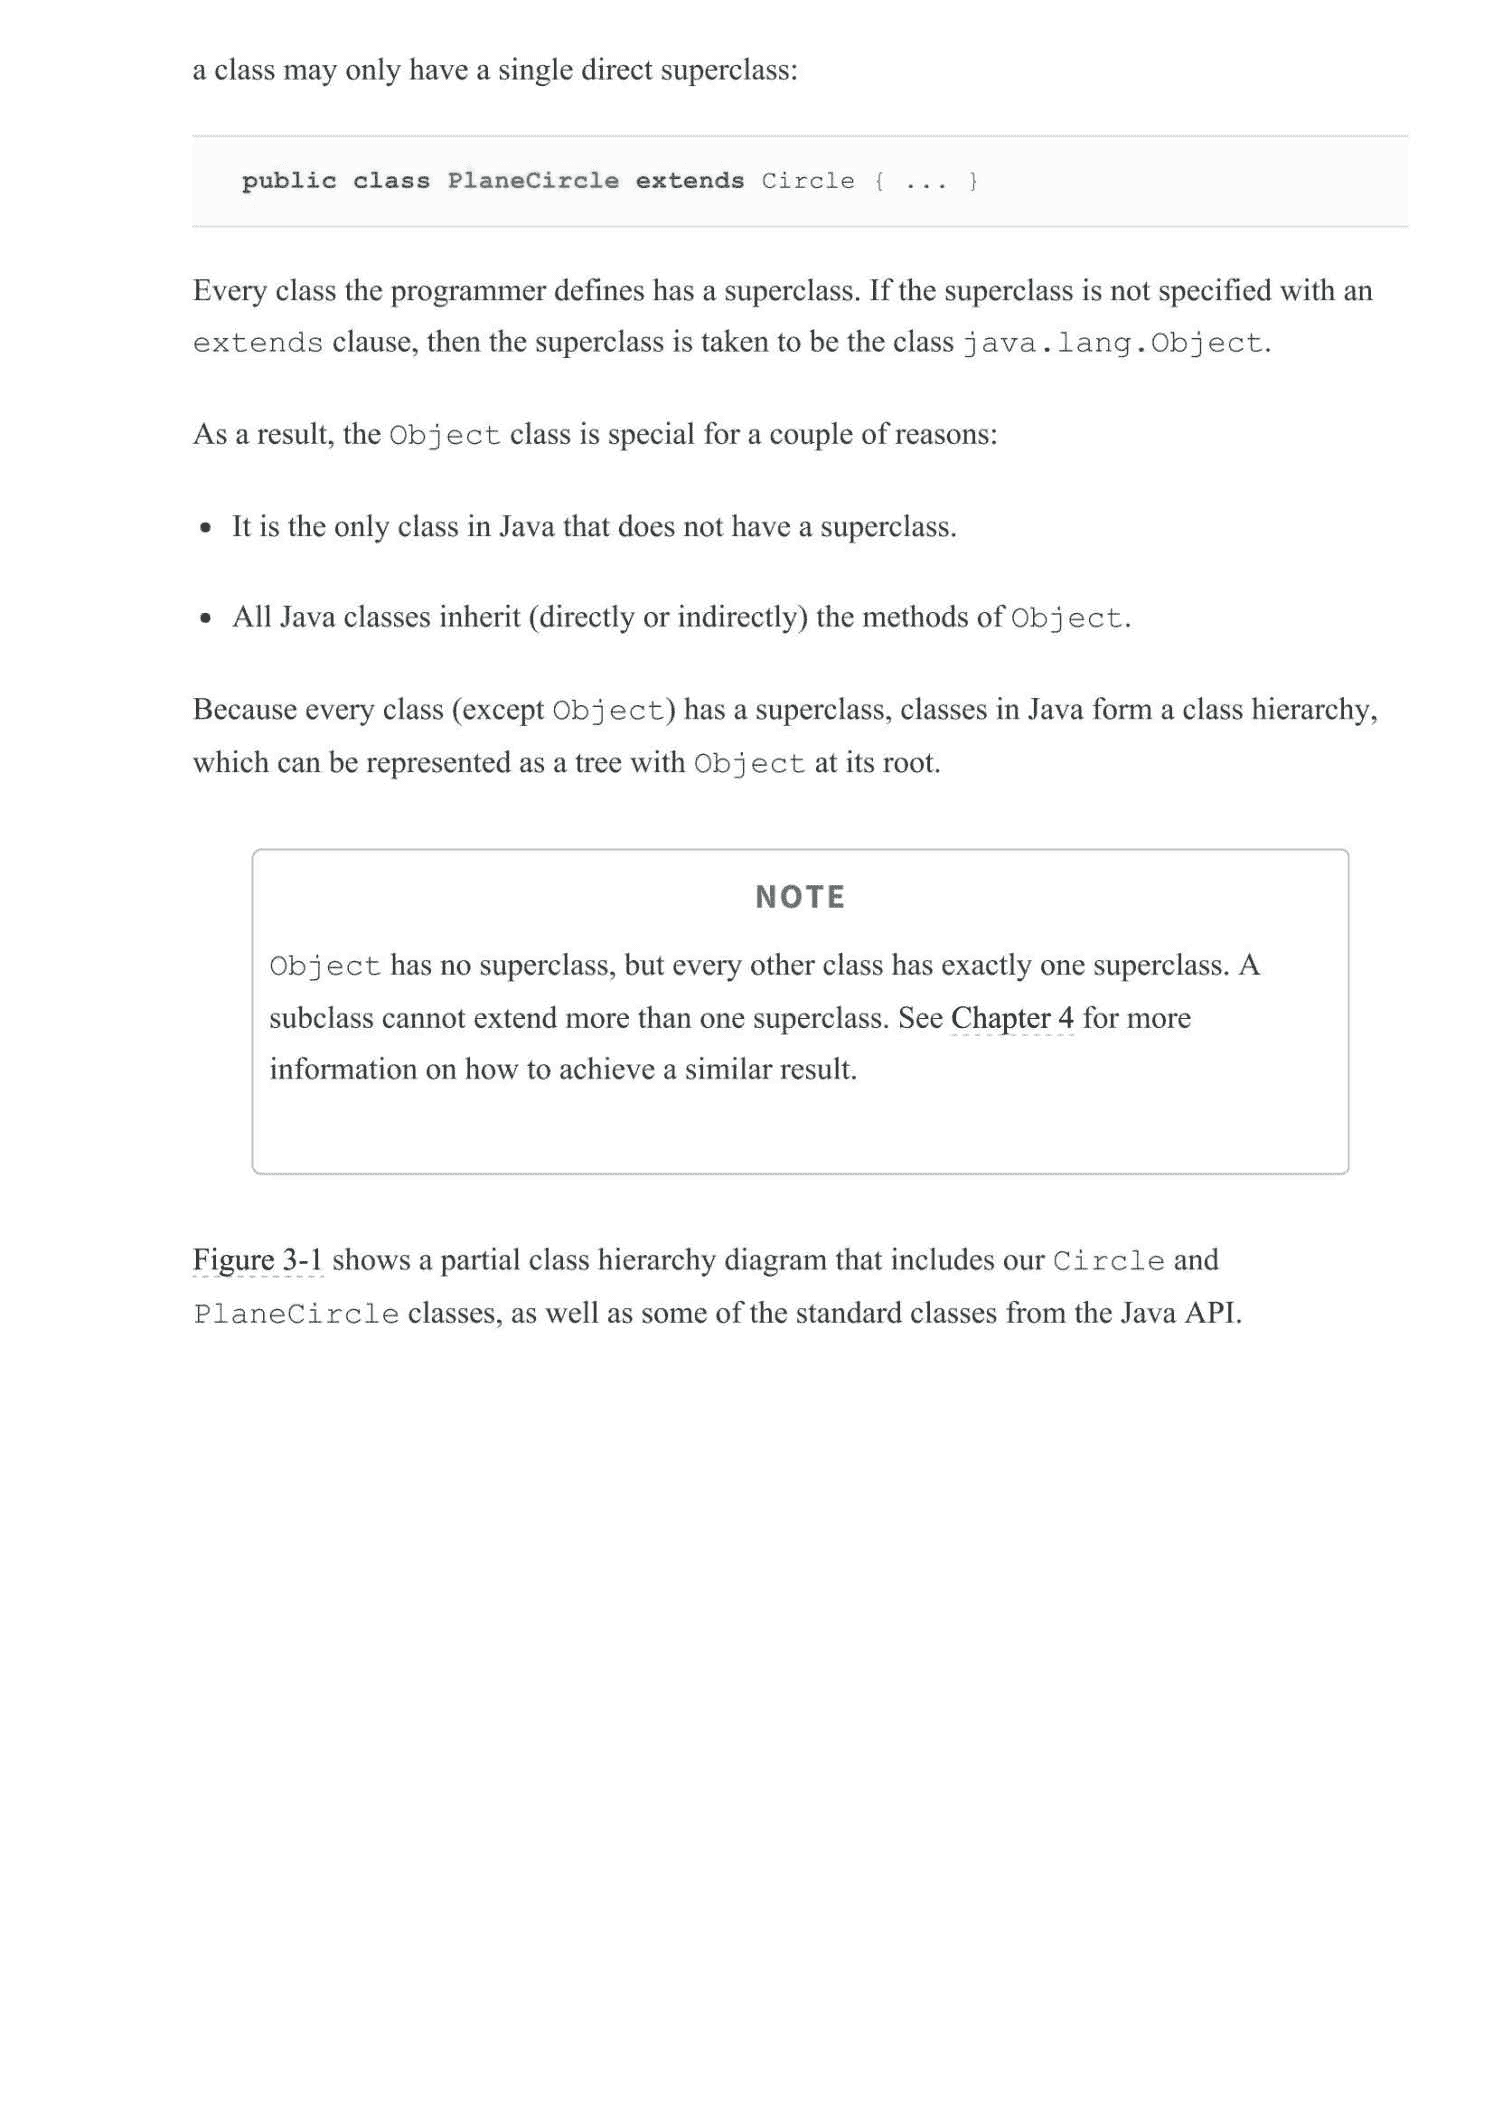 a class may only have a single direct superclass:
public class PlaneCircle extends Circle { ... }
Every class the programmer defines has a superclass. If the superclass is not specified with an
extends clause, then the superclass is taken to be the class java.lang.Object.
As a result, the Object class is special for a couple of reasons:
• It is the only class in Java that does not have a superclass.
• All Java classes inherit (directly or indirectly) the methods of Object.
Because every class (except Object) has a superclass, classes in Java form a class hierarchy,
which can be represented as a tree with Object at its root.
NOTE
Object has no superclass, but every other class has exactly one superclass. A
subclass cannot extend more than one superclass. See Chapter 4 for more
information on how to achieve a similar result.
Figure 3-1 shows a partial class hierarchy diagram that includes our Circle and
PlaneCircle classes, as well as some of the standard classes from the Java API.